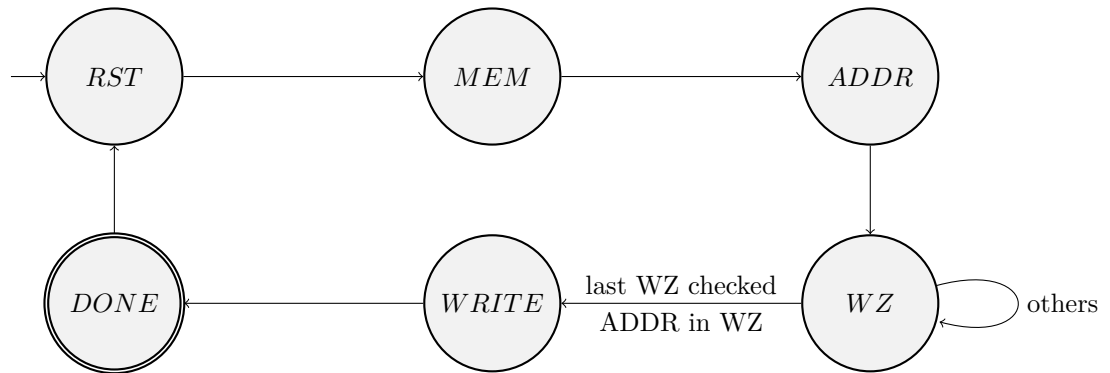 RST
MEM
ADDR
DONE
WRITE
last WZ checked
ADDR in WZ
WZ
others